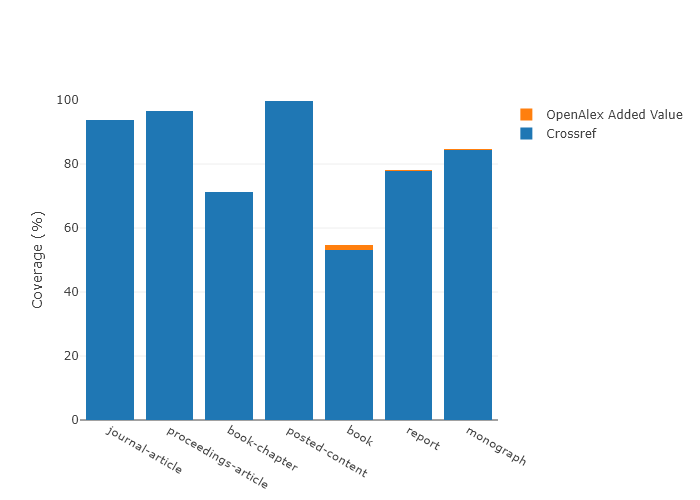 100
80
60
40
20
0
Coverage (%)
journal-article
proceedings-article
book-chapter
posted-content
book
report
monograph
OpenAlex Added Value
Crossref